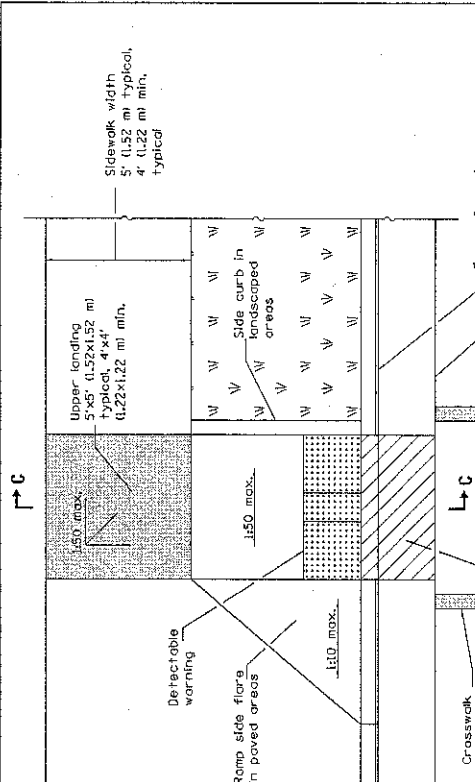 C
Sidewalk width
5' (1.52 m) typical,
4' (1.22 m) min.
typical
Upper landing
5'x5' (1.52x1.52 m)
typical, 4'x4'
(1.22x1.22 m) min.
1:50 max.
Side curb in
landscaped
areas
1:50 max.
Detectable
warning
Ramp side flare
in paved areas
1:10 max.
C
Crosswalk